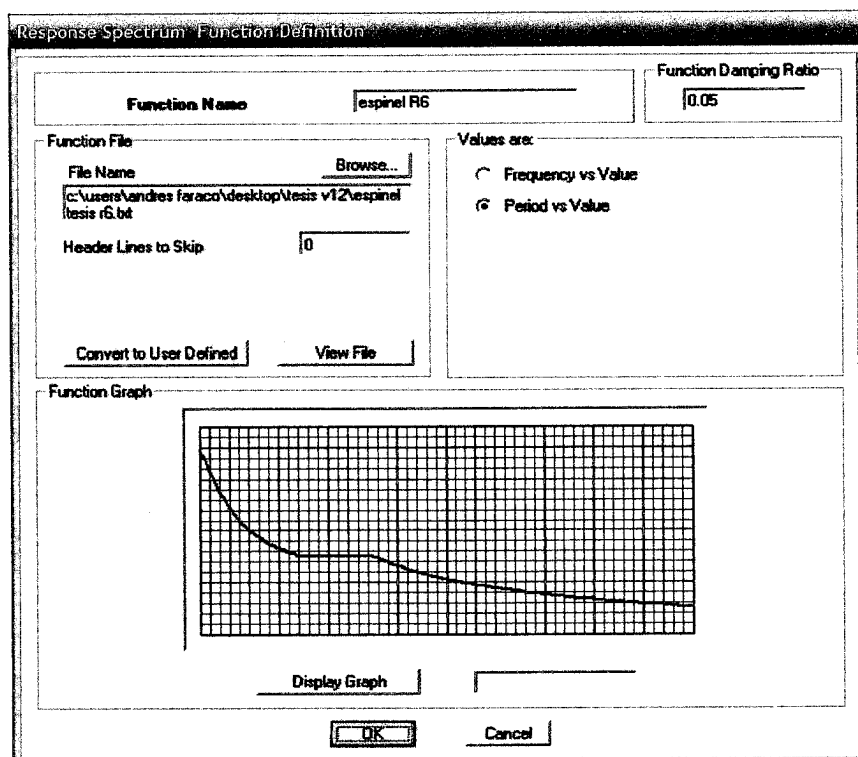 Response Spectrum Function Definition
Function Damping Ratio
Function Name
espinel R6
0.05
Function File
Values are:
File Name
Browse...
c:\users\andres faraco\desktop\tesis v12\espinel
tesis r6.txt
Frequency vs Value
Period vs Value
Header Lines to Skip
0
Convert to User Defined
View File
Function Graph
Display Graph
OK
Cancel